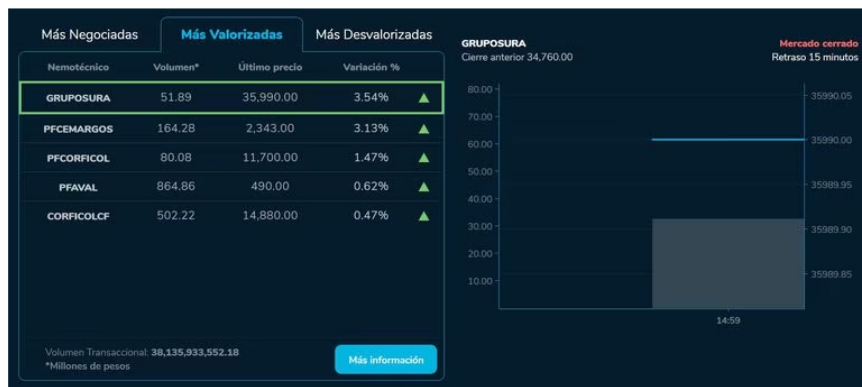 Más Negociadas Más Valorizadas Más Desvalorizadas
Nemotécnico Volumen* Último precio Variación %
GRUPOSURA 51.89 35,990.00 3.54%
PFCEMARGOS 164.28 2,343.00 3.13%
PFCORFICOL 80.08 11,700.00 1.47%
PFAVAL 864.86 490.00 0.62%
CORFICOLCF 502.22 14,880.00 0.47%
Volumen Transaccional: 38,135,933,552.18
*Millones de pesos
Más información
GRUPOSURA Mercado cerrado
Cierre anterior 34,760.00 Retraso 15 minutos
80.00 35990.05
70.00
60.00 35990.00
50.00 35989.95
40.00
30.00 35989.90
20.00 35989.85
10.00
14:59